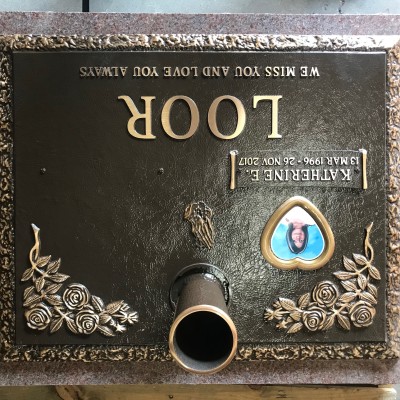 KATHERINE E.
13 MAR 1996 - 26 NOV 2017
LOOR
WE MISS YOU AND LOVE YOU ALWAYS